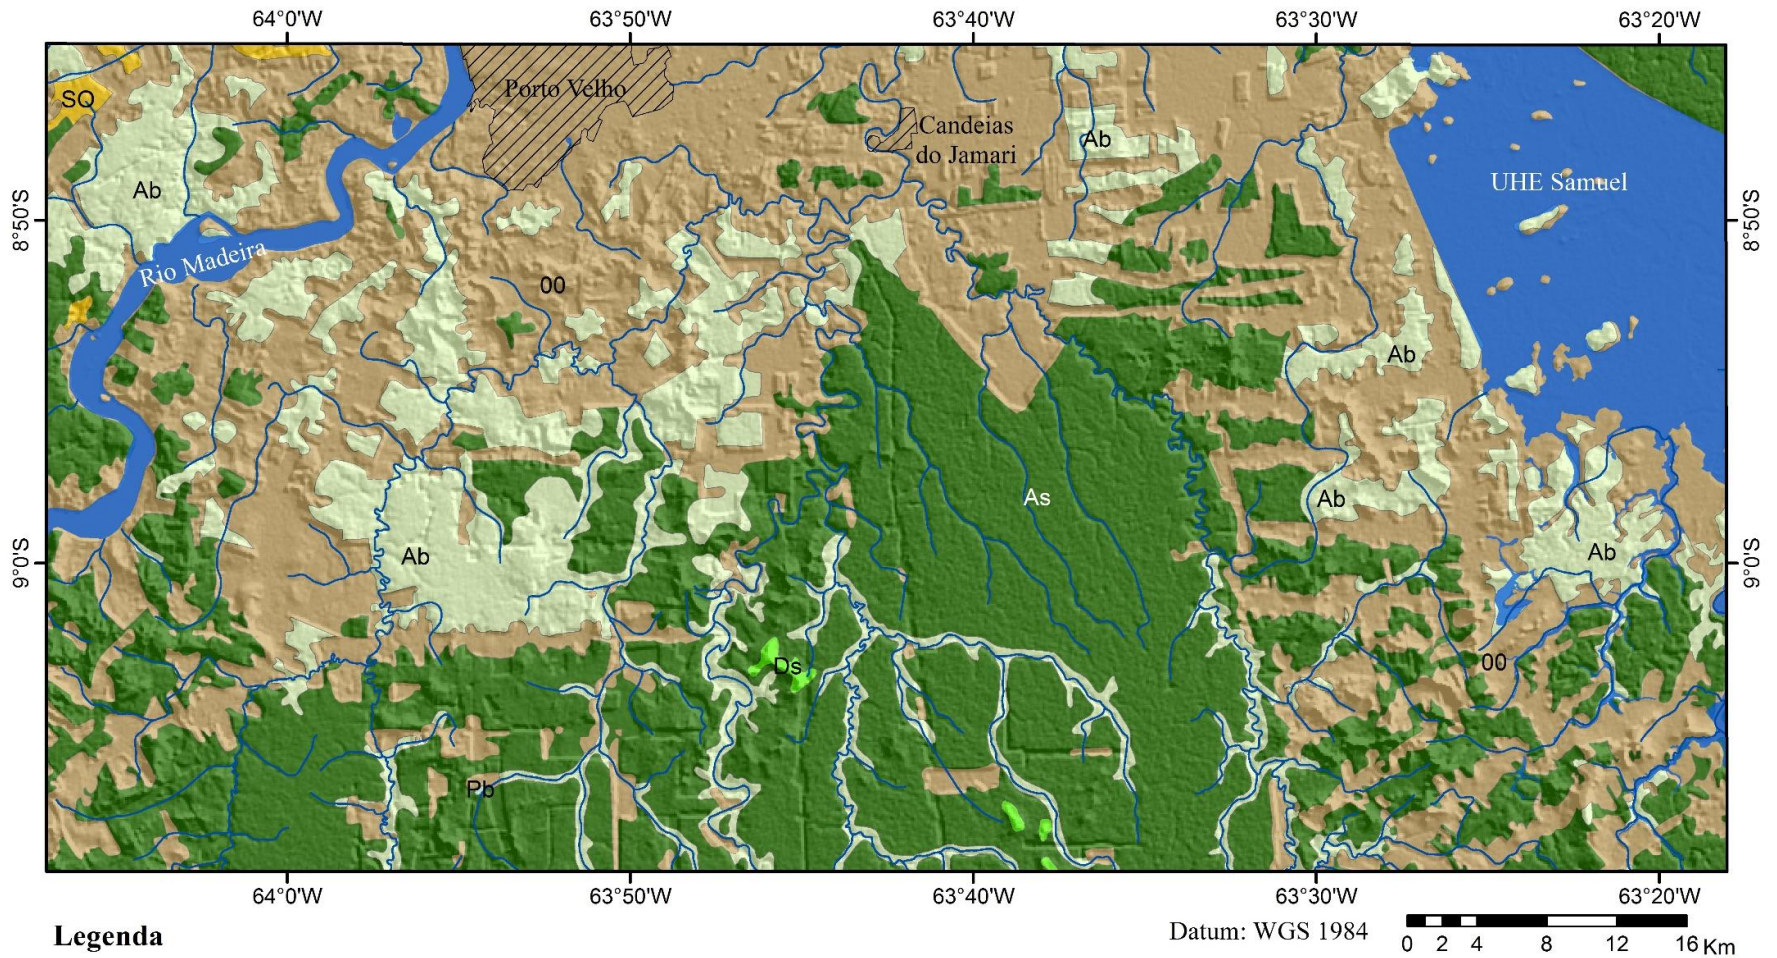 64°0'W
63°50'W
63°40'W
63°30'W
63°20'W
SO
Porto Velho
Candeias
do Jamari
Ab
Ab
UHE Samuel
8°50'S
8°50'S
Rio Madeira
00
Ab
As
Ab
Ab
Ab
9°0'S
9°0'S
Ds
00
Pb
64°0'W
63°50'W
63°40'W
63°30'W
63°20'W
Legenda
Datum: WGS 1984
0 2 4 8 12 16 Km